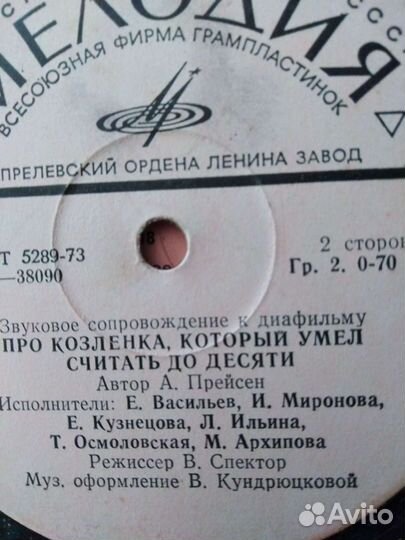 МЕЛОДИЯ
ВСЕСОЮЗНАЯ ФИРМА ГРАМПЛАСТИНОК
ПРЕЛЕВСКИЙ ОРДЕНА ЛЕНИНА ЗАВОД
Т 5289-73
2 сторон
—38090
Гр. 2. 0-70
Звуковое сопровождение к диафильму
ПРО КОЗЛЕНКА, КОТОРЫЙ УМЕЛ
СЧИТАТЬ ДО ДЕСЯТИ
Автор А. Прейсен
Исполнители: Е. Васильев, И. Миронова,
Е. Кузнецова, Л. Ильина,
Т. Осмоловская, М. Архипова
Режиссер В. Спектор
Муз. оформление В. Кундрюцковой
Avito